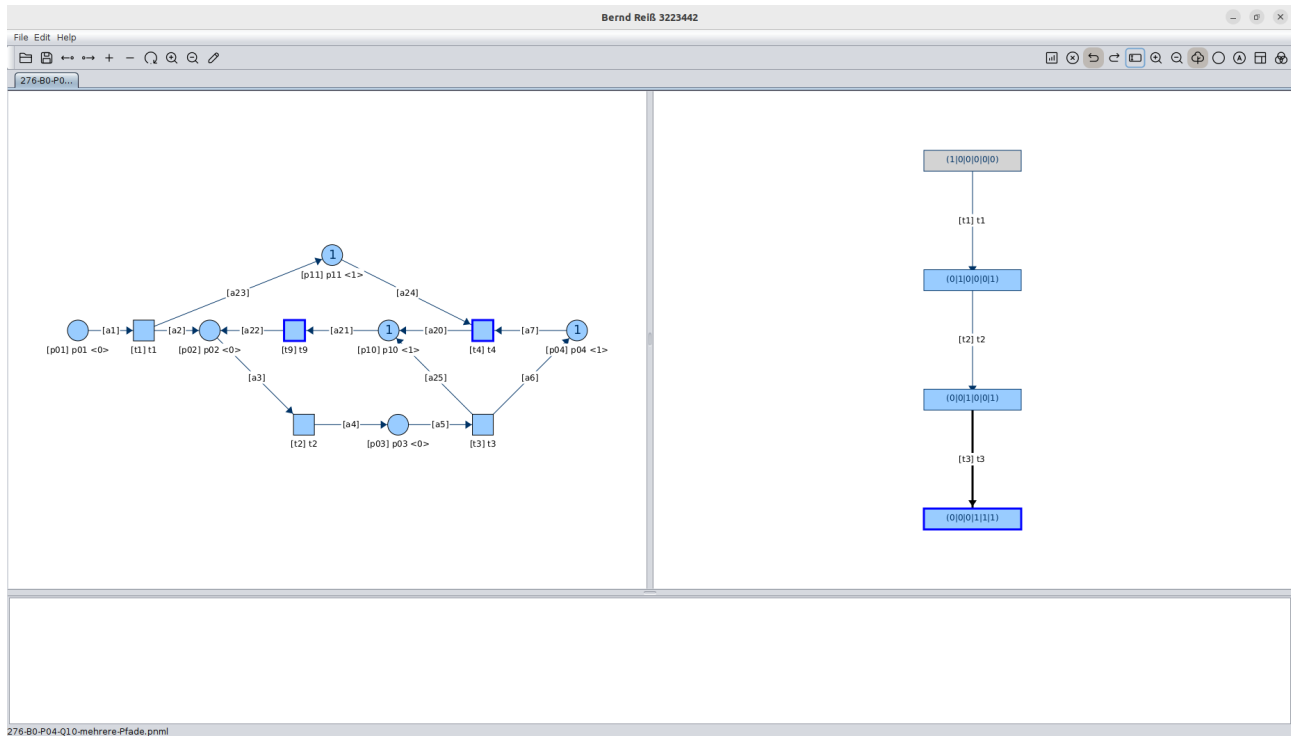 Bernd Reiß 3223442
File Edit Help
276-B0-P0...
(1|0|0|0|0|0)
[t1] t1
1
[p11] p11 <1>
(0|1|0|0|0|1)
[a23]
[a24]
[a1]
[a2]
[a22]
[a21]
1
[a20]
[a7]
1
[t2] t2
[p01] p01 <0>
[t1] t1
[p02] p02 <0>
[t9] t9
[p10] p10 <1>
[t4] t4
[p04] p04 <1>
[a3]
[a25]
[a6]
(0|0|1|0|0|1)
[a4]
[a5]
[t2] t2
[p03] p03 <0>
[t3] t3
[t3] t3
(0|0|0|1|1|1)
276-B0-P04-Q10-mehrere-Pfade.pnml